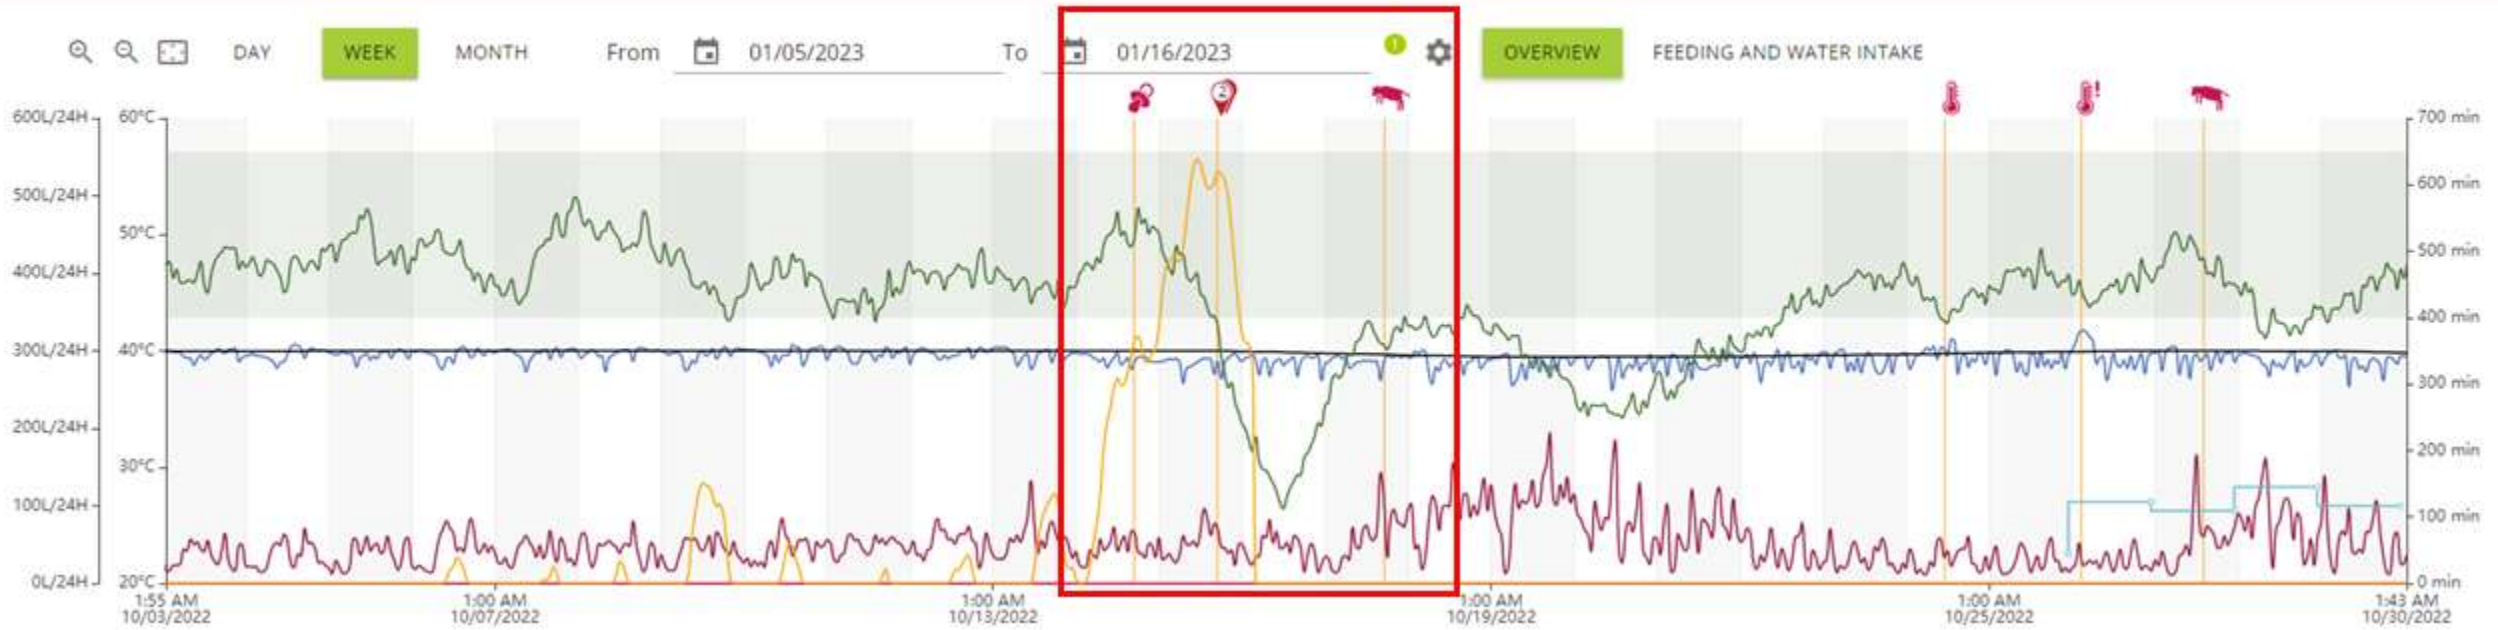 DAY WEEK MONTH From 01/05/2023 To 01/16/2023 ! OVERVIEW FEEDING AND WATER INTAKE
2 !
600L/24H 60°C 700 min
500L/24H 600 min
50°C 500 min
400L/24H
400 min
300L/24H 40°C
300 min
200L/24H
30°C 200 min
100L/24H 100 min
0L/24H 20°C 0 min
1:55 AM 1:00 AM 1:00 AM 1:00 AM 1:00 AM 1:43 AM
10/03/2022 10/07/2022 10/13/2022 10/19/2022 10/25/2022 10/30/2022